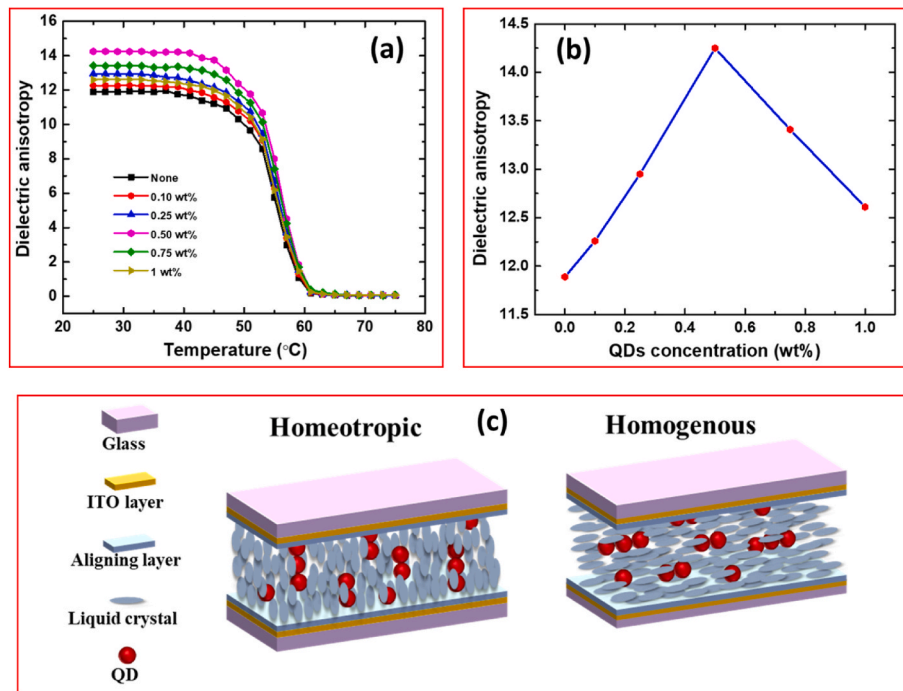 (a)
Dielectric anisotropy
16
14
12
10
8
6
4
2
0
None
0.10 wt%
0.25 wt%
0.50 wt%
0.75 wt%
1 wt%
20 30 40 50 60 70 80
Temperature (°C)
(b)
Dielectric anisotropy
14.5
14.0
13.5
13.0
12.5
12.0
11.5
0.0 0.2 0.4 0.6 0.8 1.0
QDs concentration (wt%)
(c)
Glass
ITO layer
Aligning layer
Liquid crystal
QD
Homeotropic
Homogenous